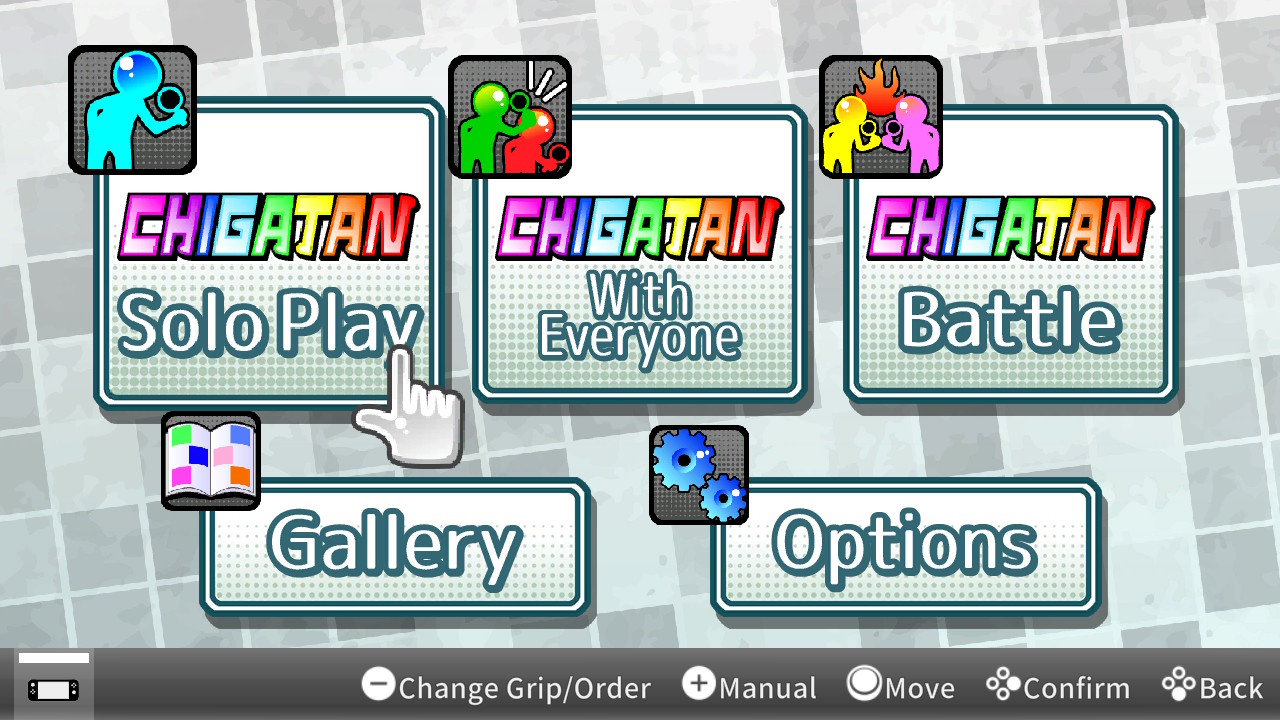 CHIGATAN
Solo Play
CHIGATAN
With
Everyone
CHIGATAN
Battle
Gallery
Options
Change Grip/Order
Manual
Move
Confirm
Back